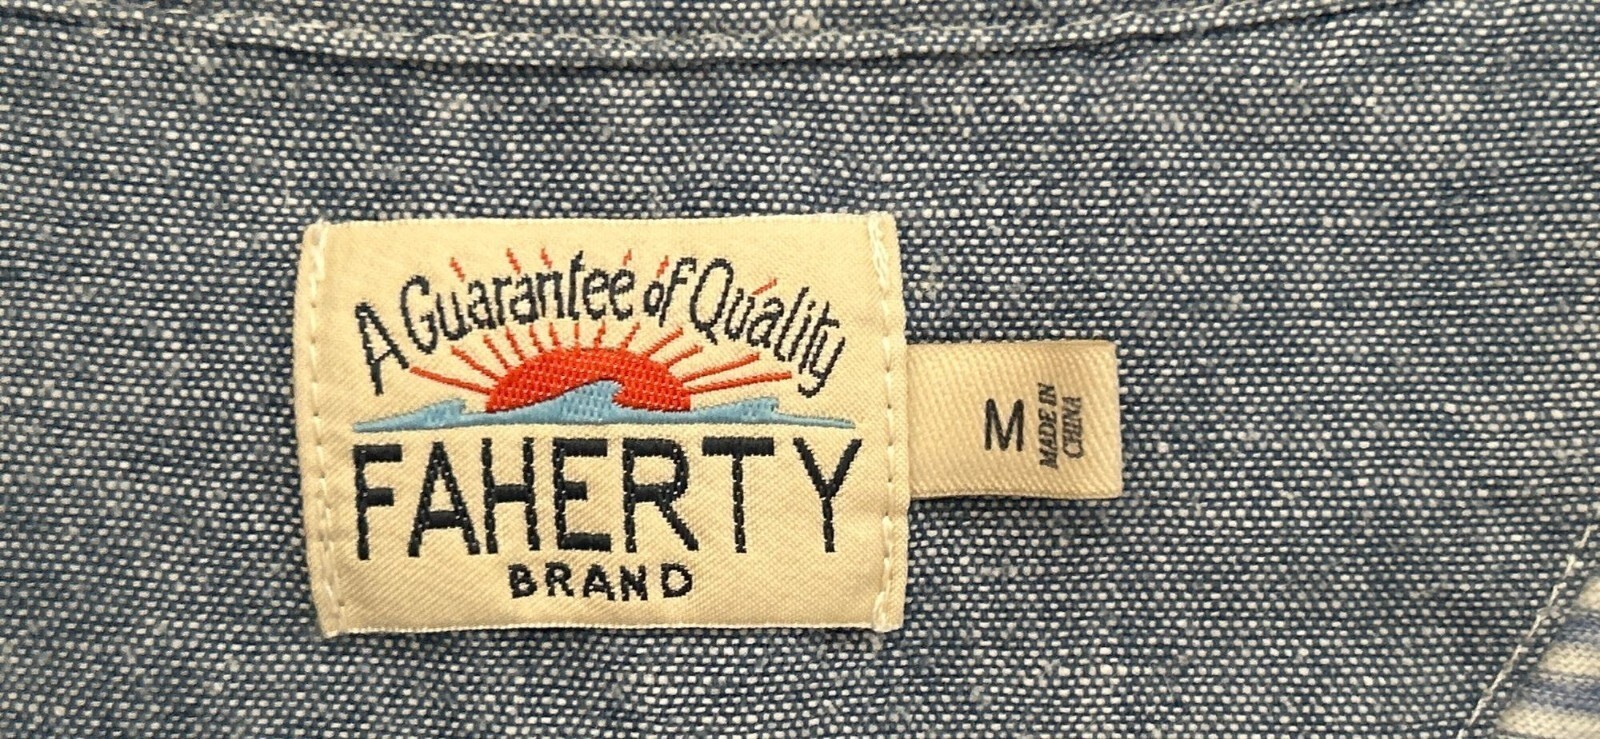 A Guarantee of Quality
FAHERTY
BRAND
M
MADE IN
CHINA